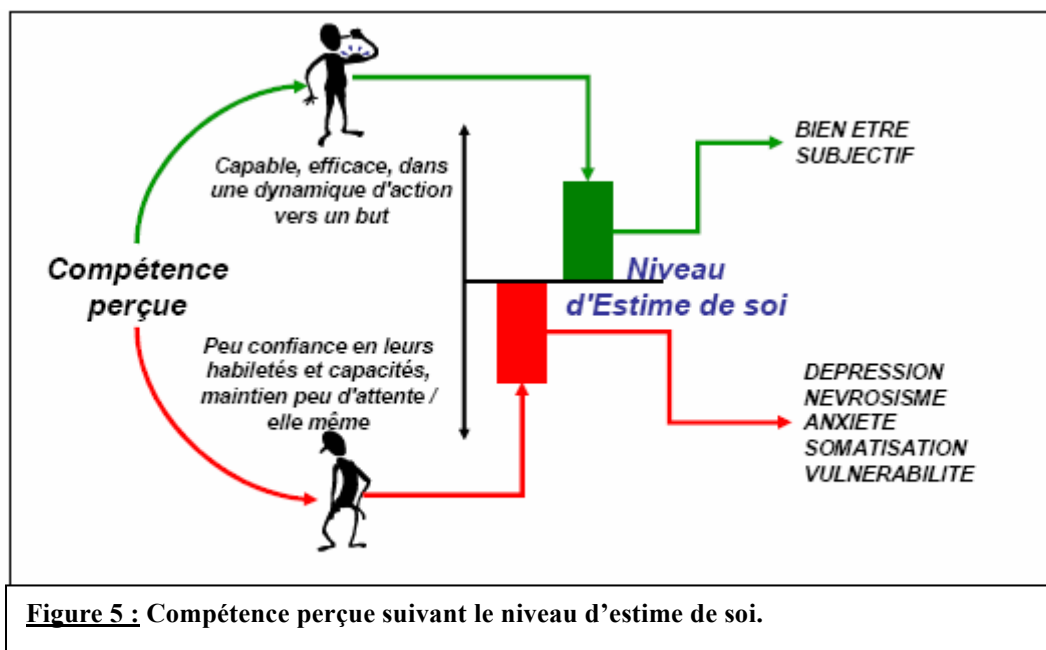 Capable, efficace, dans
une dynamique d'action
vers un but
BIEN ETRE
SUBJECTIF
Compétence
perçue
Niveau
d'Estime de soi
Peu confiance en leurs
habiletés et capacités,
maintien peu d'attente /
elle même
DEPRESSION
NEVROSISME
ANXIETE
SOMATISATION
VULNERABILITE
Figure 5 : Compétence perçue suivant le niveau d'estime de soi.